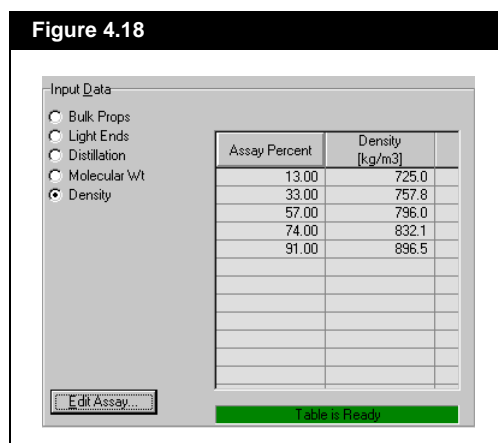 Figure 4.18
Input Data
Bulk Props
Light Ends
Distillation
Molecular Wt
Density
Assay Percent Density [kg/m3]
13.00 725.0
33.00 757.8
57.00 796.0
74.00 832.1
91.00 896.5
Edit Assay...
Table is Ready